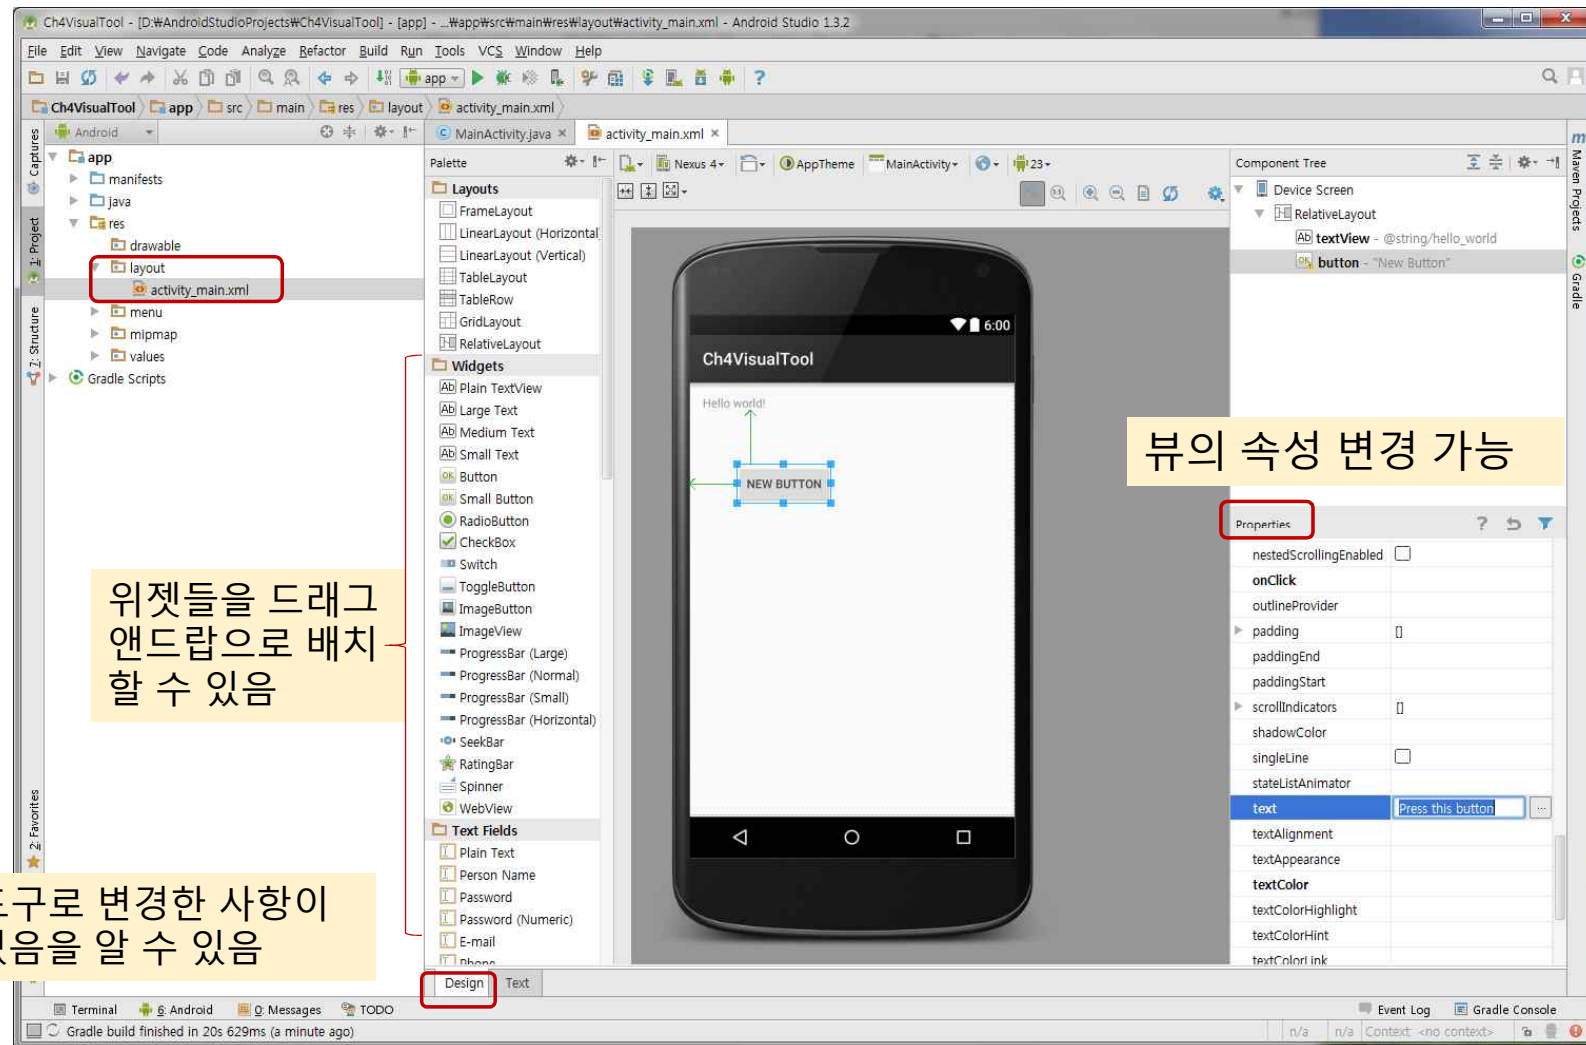 Ch4VisualTool - [D:₩AndroidStudioProjects₩Ch4VisualTool] - [app] - ...₩app₩src₩main₩res₩layout₩activity_main.xml - Android Studio 1.3.2
File Edit View Navigate Code Analyze Refactor Build Run Tools VCS Window Help
app
Ch4VisualTool app src main res layout activity_main.xml
Captures
1: Project
7: Structure
2: Favorites
Android
app
manifests
java
res
drawable
layout
activity_main.xml
menu
mipmap
values
Gradle Scripts
MainActivity.java activity_main.xml
Palette
Layouts
FrameLayout
LinearLayout (Horizontal
LinearLayout (Vertical)
TableLayout
TableRow
GridLayout
RelativeLayout
Widgets
Plain TextView
Large Text
Medium Text
Small Text
Button
Small Button
RadioButton
CheckBox
Switch
ToggleButton
ImageButton
ImageView
ProgressBar (Large)
ProgressBar (Normal)
ProgressBar (Small)
ProgressBar (Horizontal)
SeekBar
RatingBar
Spinner
WebView
Text Fields
Plain Text
Person Name
Password
Password (Numeric)
E-mail
Phone
Design Text
위젯들을 드래그
앤드랍으로 배치
할 수 있음
도구로 변경한 사항이
있음을 알 수 있음
Nexus 4 AppTheme MainActivity 23
6:00
Ch4VisualTool
Hello world!
NEW BUTTON
Component Tree
Device Screen
RelativeLayout
textView - @string/hello_world
button - "New Button"
뷰의 속성 변경 가능
Properties
nestedScrollingEnabled
onClick
outlineProvider
padding []
paddingEnd
paddingStart
scrollIndicators []
shadowColor
singleLine
stateListAnimator
text Press this button
textAlignment
textAppearance
textColor
textColorHighlight
textColorHint
textColorLink
Maven Projects
Gradle
Terminal 6: Android 0: Messages TODO Event Log Gradle Console
Gradle build finished in 20s 629ms (a minute ago) n/a n/a Context: <no context>